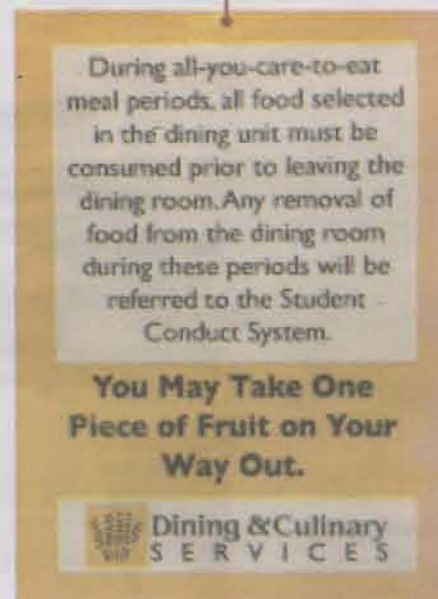 During all-you-care-to-eat
meal periods, all food selected
in the dining unit must be
consumed prior to leaving the
dining room. Any removal of
food from the dining room
during these periods will be
referred to the Student
Conduct System.
You May Take One
Piece of Fruit on Your
Way Out.
Dining & Culinary
SERVICES